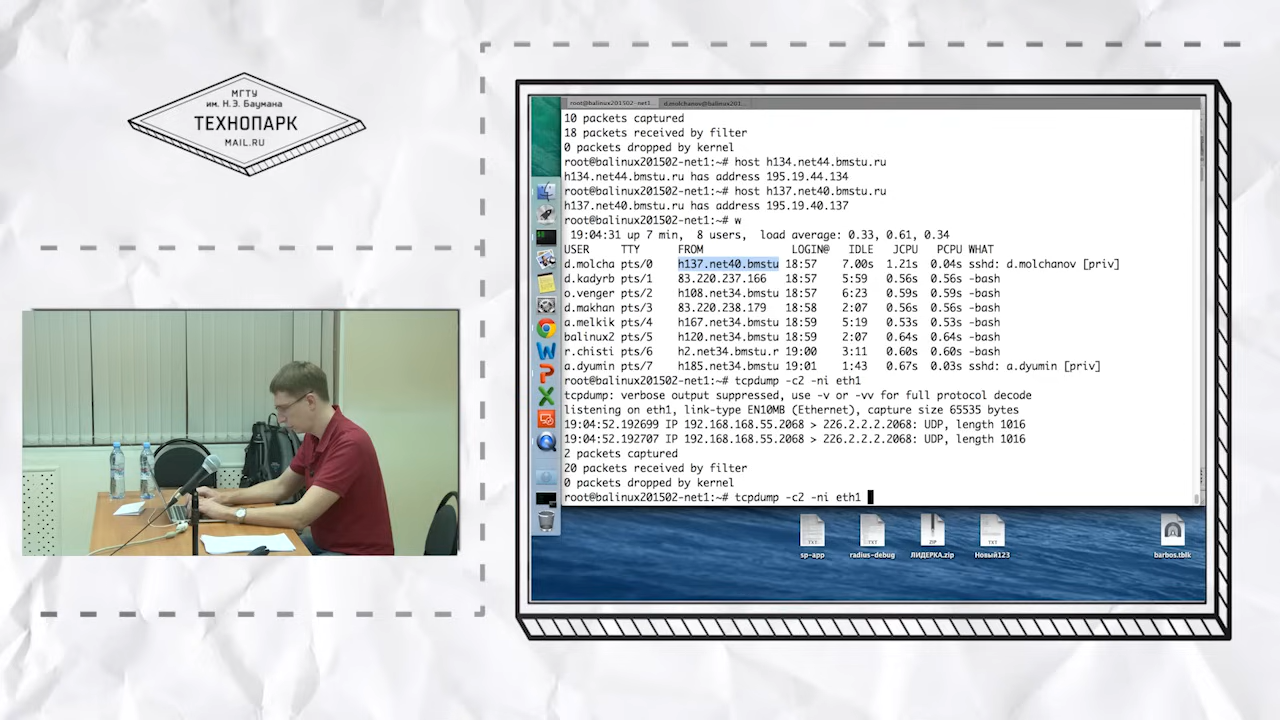 МГТУ
им. Н.Э. Баумана
ТЕХНОПАРК
MAIL.RU
root@balinux201502-net1... d.molchanov@balinux201...
10 packets captured
18 packets received by filter
0 packets dropped by kernel
root@balinux201502-net1:~# host h134.net44.bmstu.ru
h134.net44.bmstu.ru has address 195.19.44.134
root@balinux201502-net1:~# host h137.net40.bmstu.ru
h137.net40.bmstu.ru has address 195.19.40.137
root@balinux201502-net1:~# w
19:04:31 up 7 min, 8 users, load average: 0.33, 0.61, 0.34
USER TTY FROM LOGIN@ IDLE JCPU PCPU WHAT
d.molcha pts/0 h137.net40.bmstu 18:57 7.00s 1.21s 0.04s sshd: d.molchanov [priv]
d.kadyrb pts/1 83.220.237.166 18:57 5:59 0.56s 0.56s -bash
o.venger pts/2 h108.net34.bmstu 18:57 6:23 0.59s 0.59s -bash
d.makhan pts/3 83.220.238.179 18:58 2:07 0.56s 0.56s -bash
a.melkik pts/4 h167.net34.bmstu 18:59 5:19 0.53s 0.53s -bash
balinux2 pts/5 h120.net34.bmstu 18:59 2:07 0.64s 0.64s -bash
r.chisti pts/6 h2.net34.bmstu.r 19:00 3:11 0.60s 0.60s -bash
a.dyumin pts/7 h185.net34.bmstu 19:01 1:43 0.67s 0.03s sshd: a.dyumin [priv]
root@balinux201502-net1:~# tcpdump -c2 -ni eth1
tcpdump: verbose output suppressed, use -v or -vv for full protocol decode
listening on eth1, link-type EN10MB (Ethernet), capture size 65535 bytes
19:04:52.192699 IP 192.168.168.55.2068 > 226.2.2.2.2068: UDP, length 1016
19:04:52.192707 IP 192.168.168.55.2068 > 226.2.2.2.2068: UDP, length 1016
2 packets captured
20 packets received by filter
0 packets dropped by kernel
root@balinux201502-net1:~# tcpdump -c2 -ni eth1
TXT TXT ZIP TXT
sp-app radius-debug ЛИДЕРКА.zip Новый123 barbos.tblk